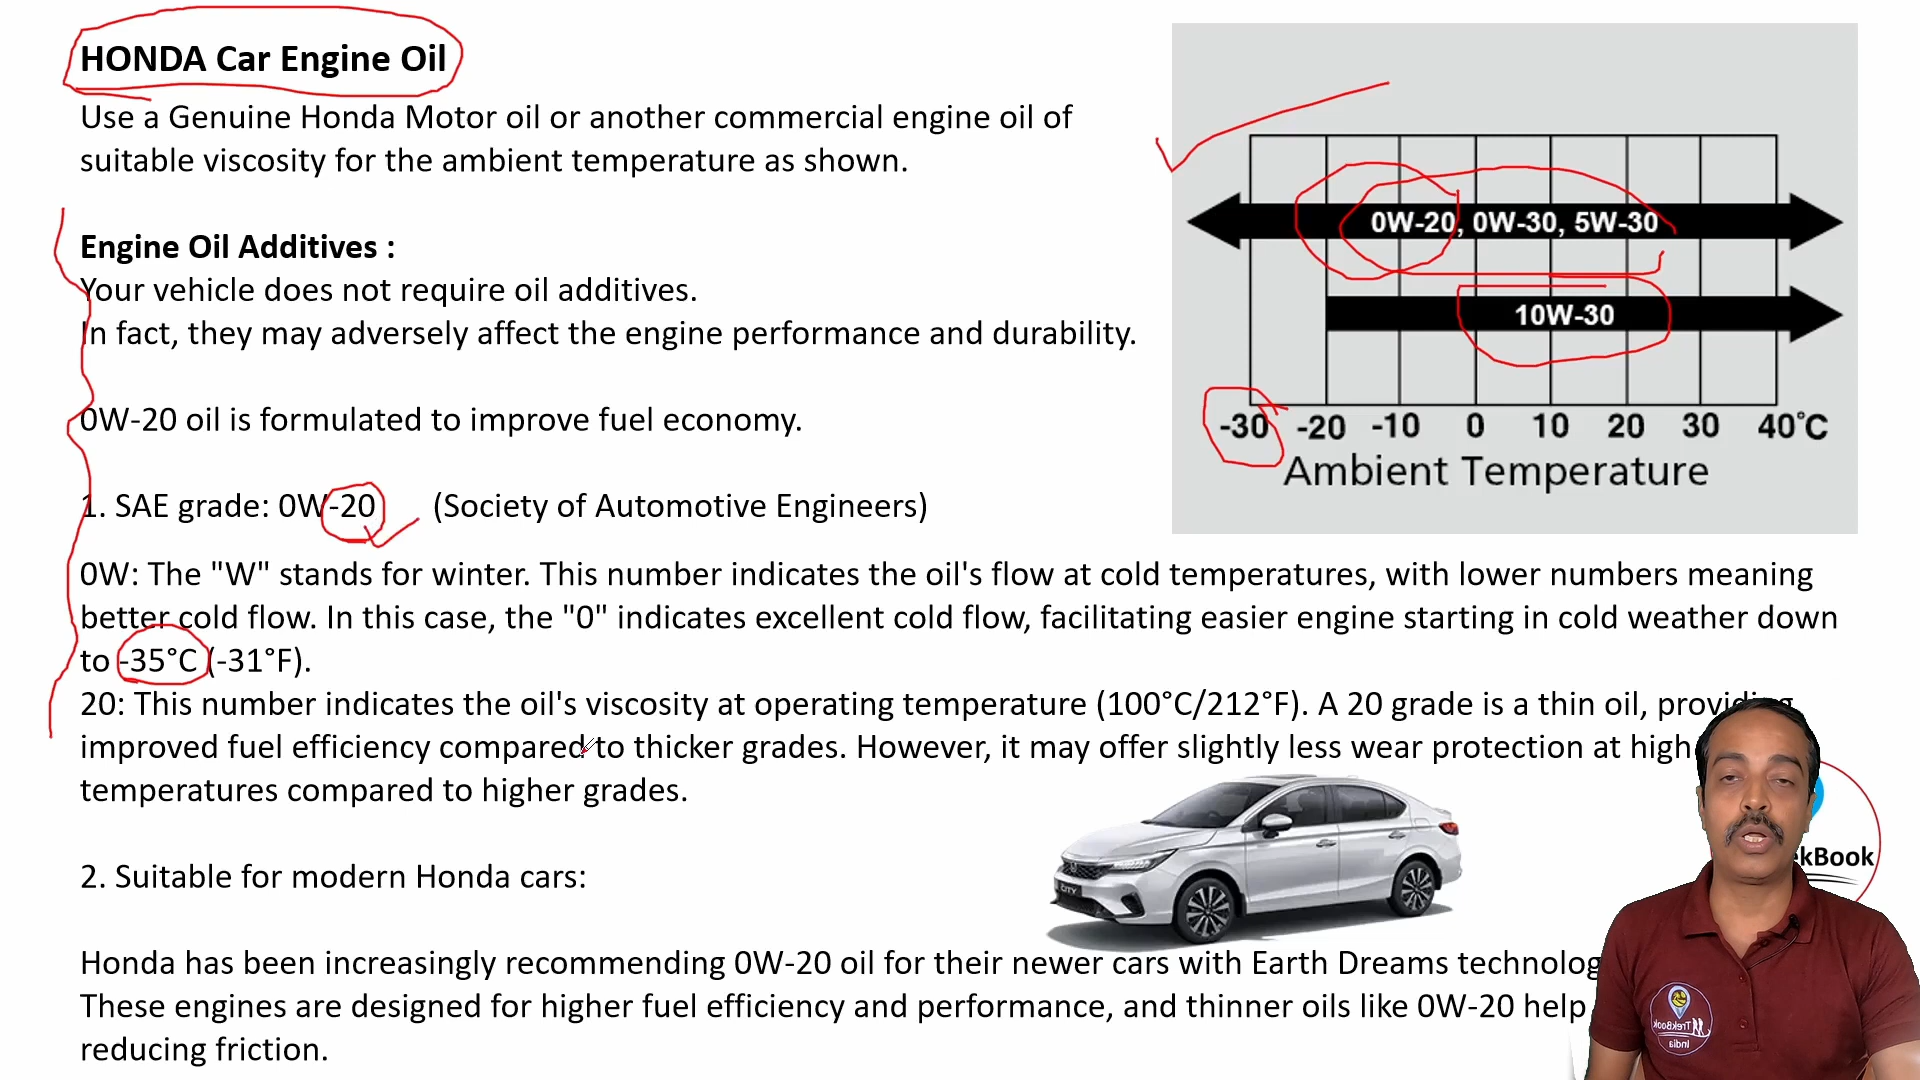 HONDA Car Engine Oil
Use a Genuine Honda Motor oil or another commercial engine oil of
suitable viscosity for the ambient temperature as shown.
Engine Oil Additives :
Your vehicle does not require oil additives.
In fact, they may adversely affect the engine performance and durability.
0W-20 oil is formulated to improve fuel economy.
1. SAE grade: 0W-20 (Society of Automotive Engineers)
0W: The "W" stands for winter. This number indicates the oil's flow at cold temperatures, with lower numbers meaning
better cold flow. In this case, the "0" indicates excellent cold flow, facilitating easier engine starting in cold weather down
to -35°C (-31°F).
20: This number indicates the oil's viscosity at operating temperature (100°C/212°F). A 20 grade is a thin oil, providing
improved fuel efficiency compared to thicker grades. However, it may offer slightly less wear protection at high
temperatures compared to higher grades.
2. Suitable for modern Honda cars:
Honda has been increasingly recommending 0W-20 oil for their newer cars with Earth Dreams technolog
These engines are designed for higher fuel efficiency and performance, and thinner oils like 0W-20 help
reducing friction.
0W-20, 0W-30, 5W-30
10W-30
-30 -20 -10 0 10 20 30 40°C
Ambient Temperature
CITY
ekBook
TrekBook
India